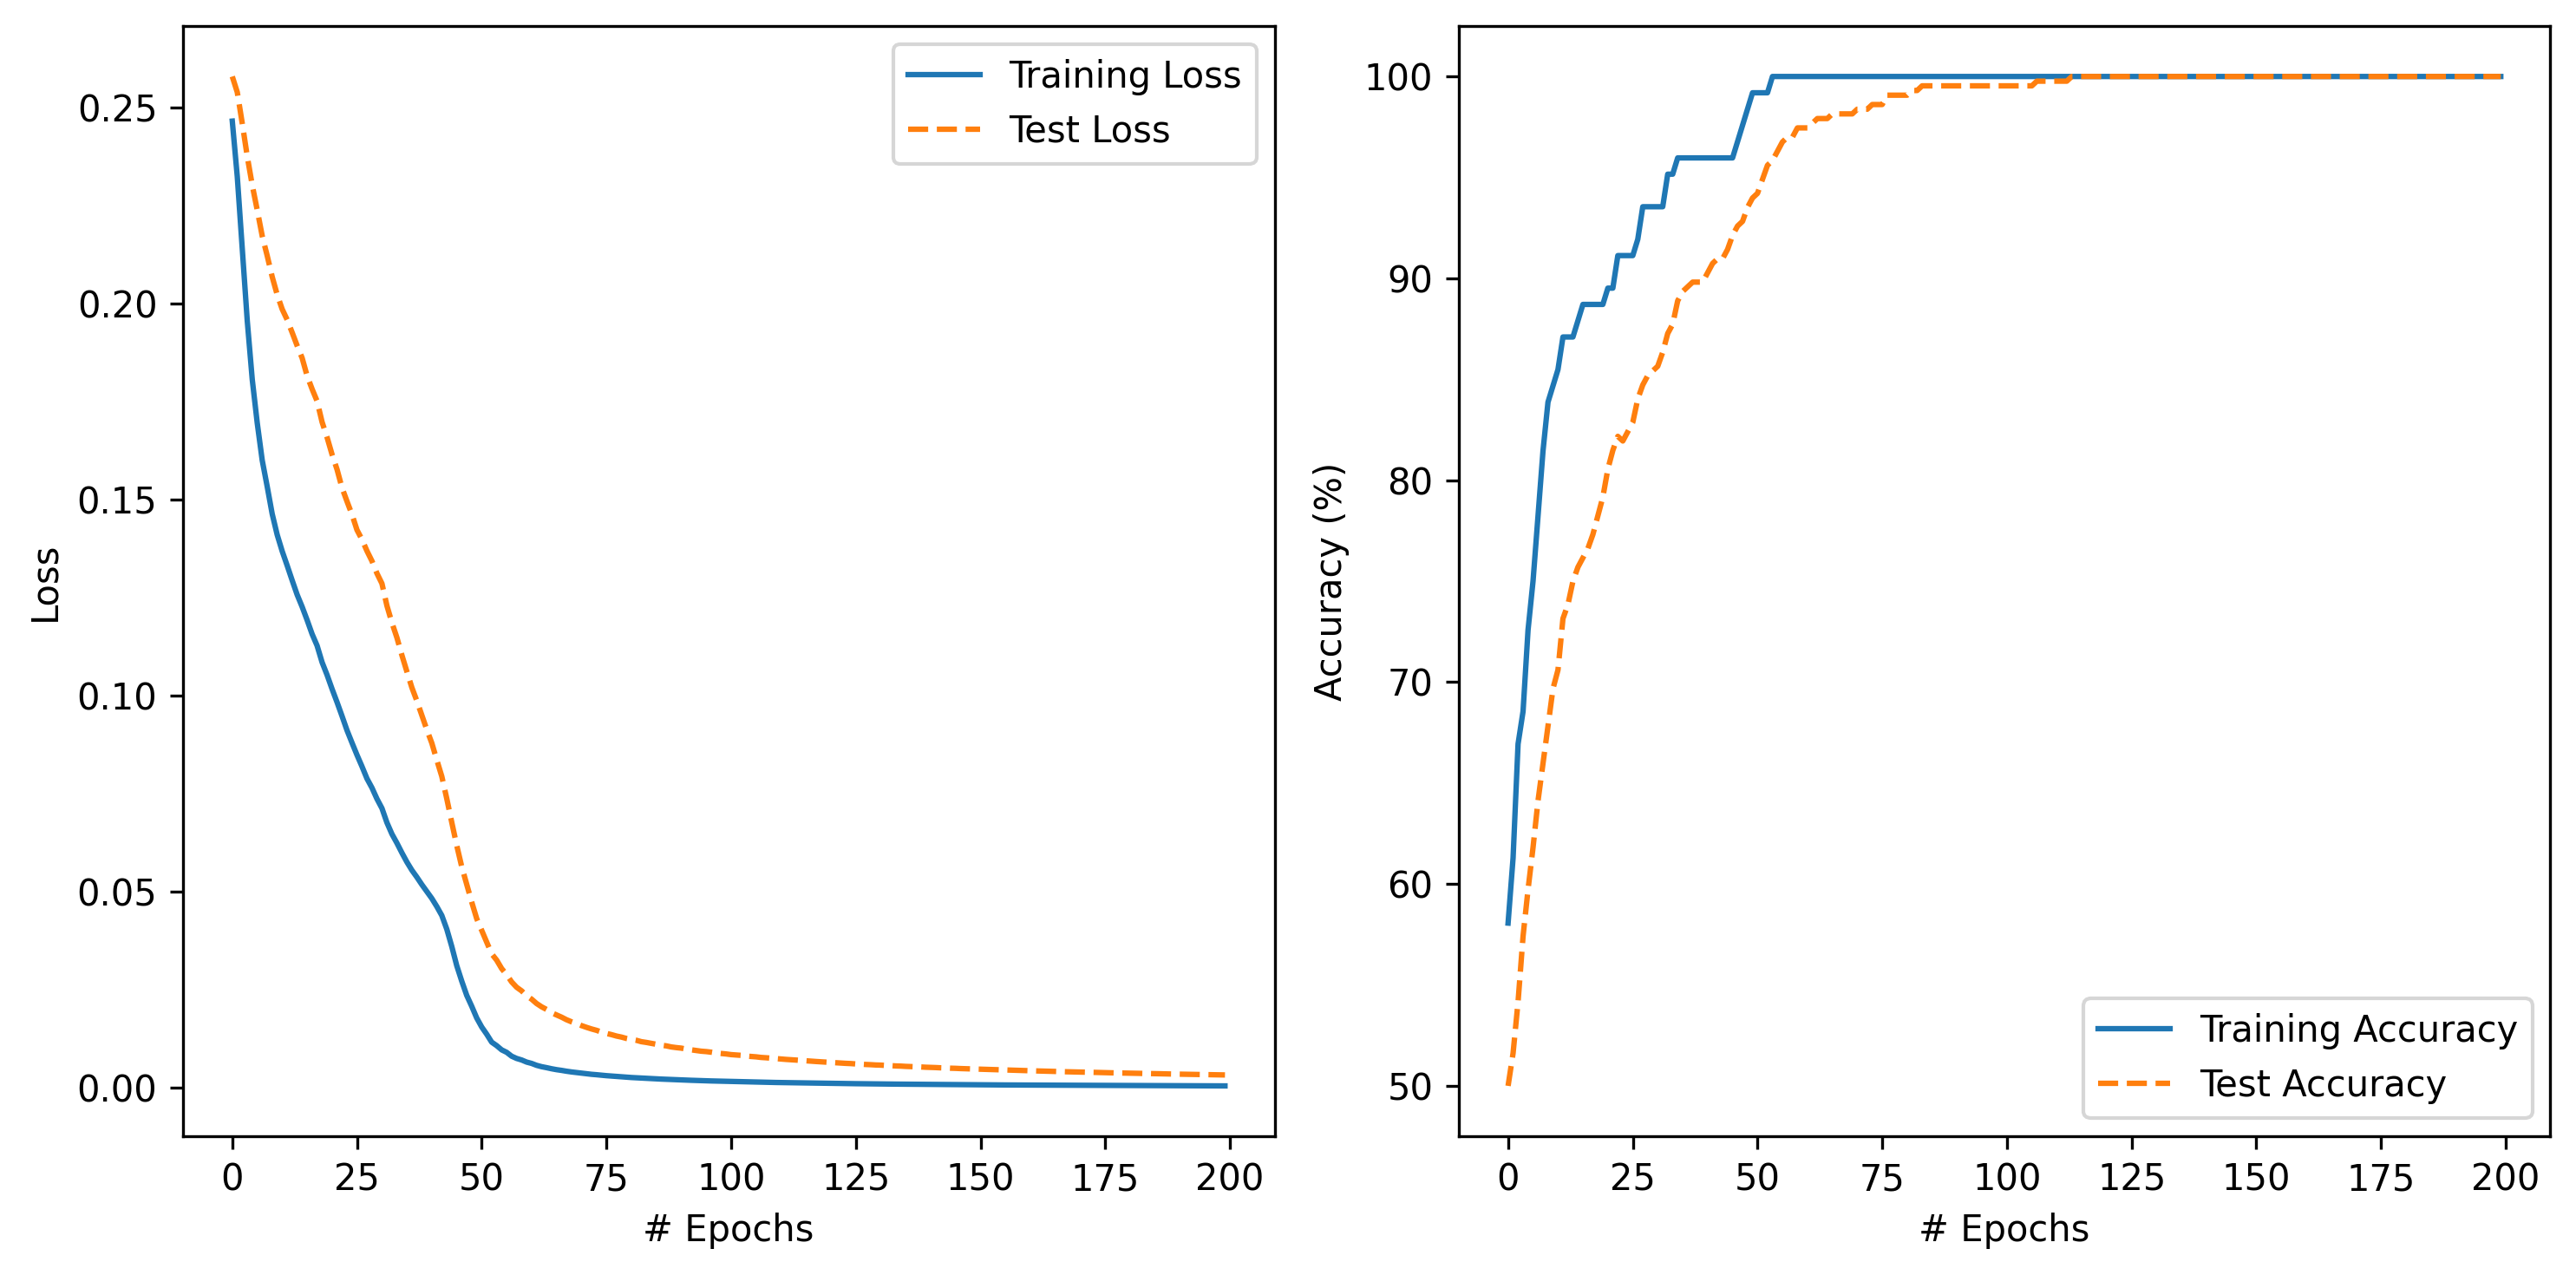 Training Loss
Test Loss
0.25
0.20
0.15
0.10
0.05
0.00
Loss
0 25 50 75 100 125 150 175 200
# Epochs
100
90
80
70
60
50
Accuracy (%)
Training Accuracy
Test Accuracy
0 25 50 75 100 125 150 175 200
# Epochs